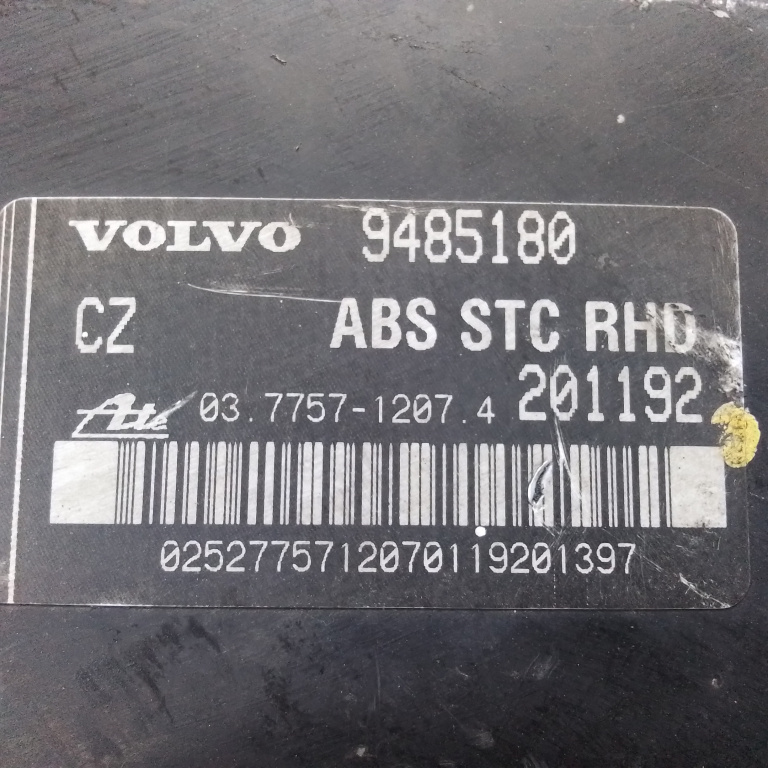 VOLVO 9485180
CZ ABS STC RHD
Ate 03.7757-1207.4 201192
0252775712070119201397